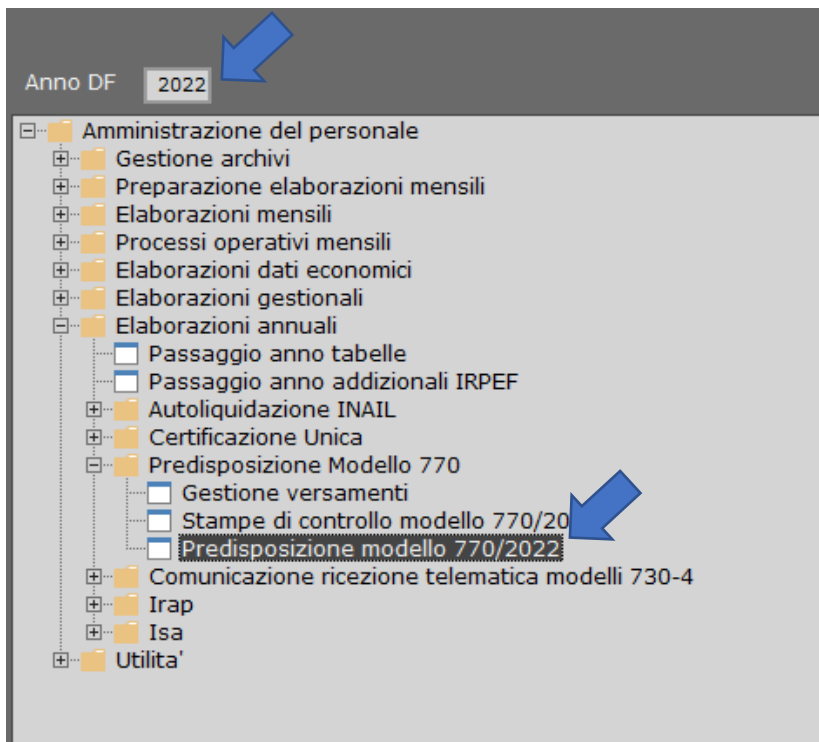 Anno DF 2022
Amministrazione del personale
Gestione archivi
Preparazione elaborazioni mensili
Elaborazioni mensili
Processi operativi mensili
Elaborazioni dati economici
Elaborazioni gestionali
Elaborazioni annuali
Passaggio anno tabelle
Passaggio anno addizionali IRPEF
Autoliquidazione INAIL
Certificazione Unica
Predisposizione Modello 770
Gestione versamenti
Stampe di controllo modello 770/20
Predisposizione modello 770/2022
Comunicazione ricezione telematica modelli 730-4
Irap
Isa
Utilita'